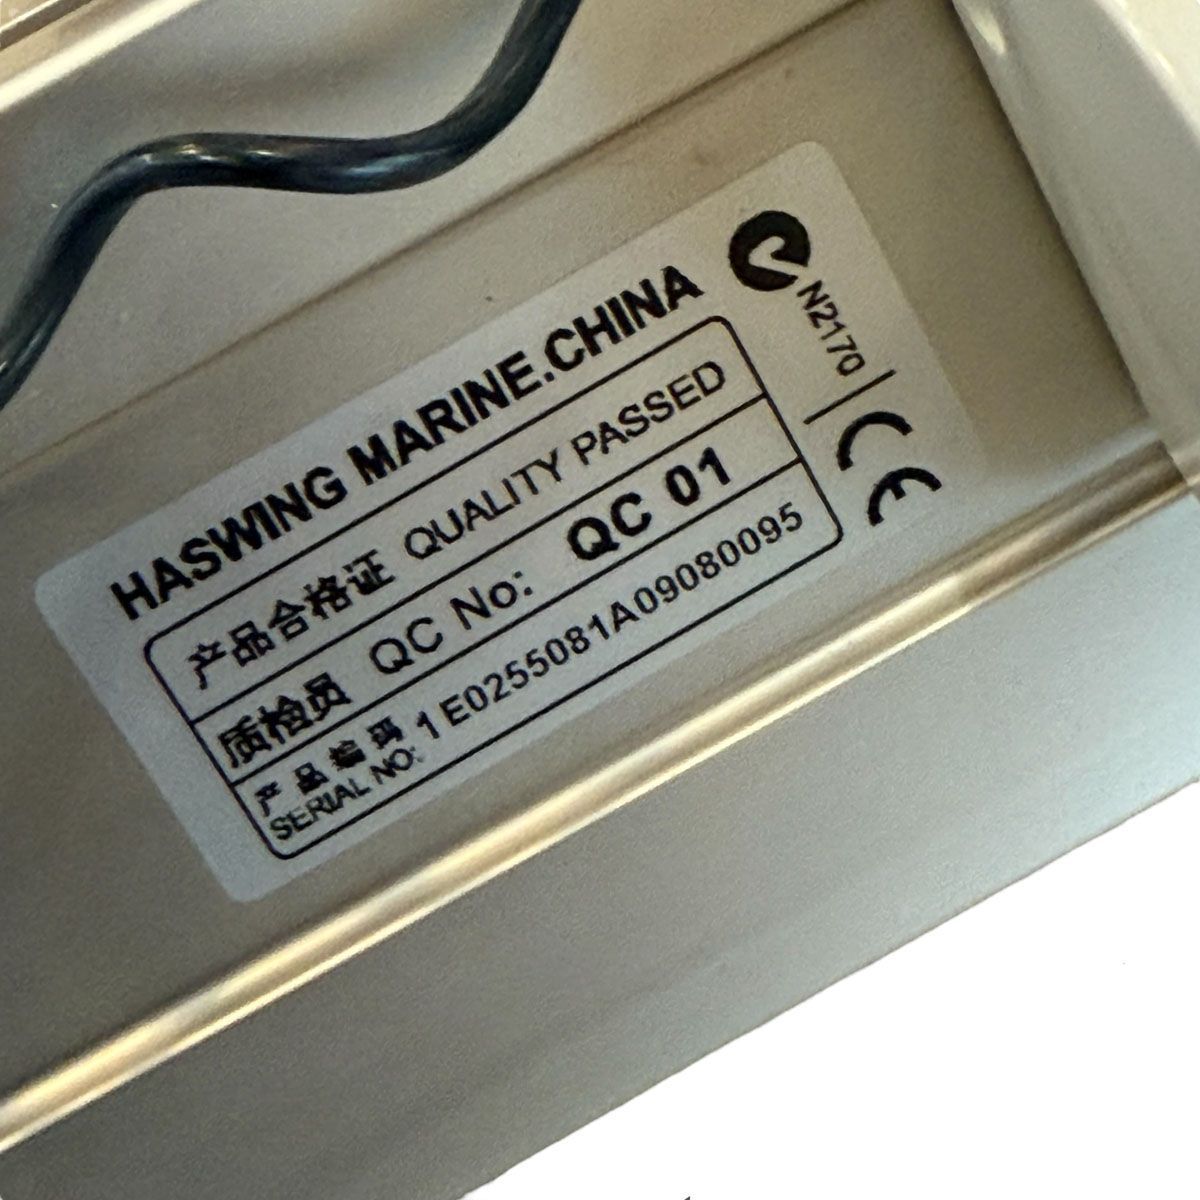 HASWING MARINE.CHINA
产品合格证 QUALITY PASSED
质检员 QC No: QC 01
产品编码
SERIAL NO: 1E0255081A09080095
N2170
CE